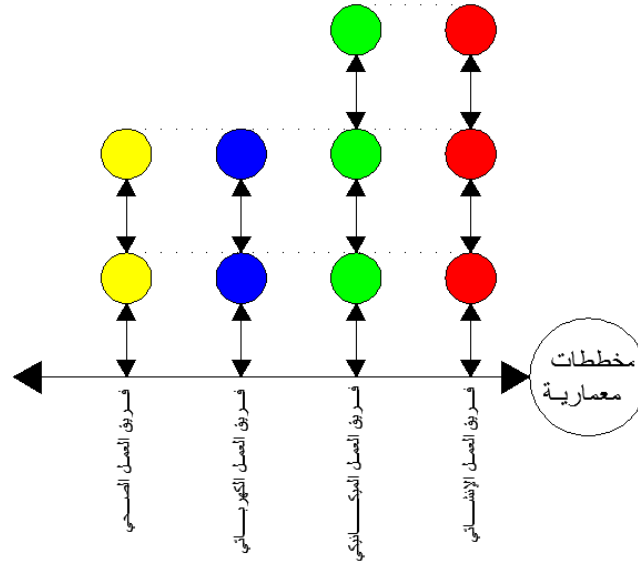 مخططات
معمارية
فريق العمل الإنشائي
فريق العمل الميكانيكي
فريق العمل الكهربائي
فريق العمل الصحي